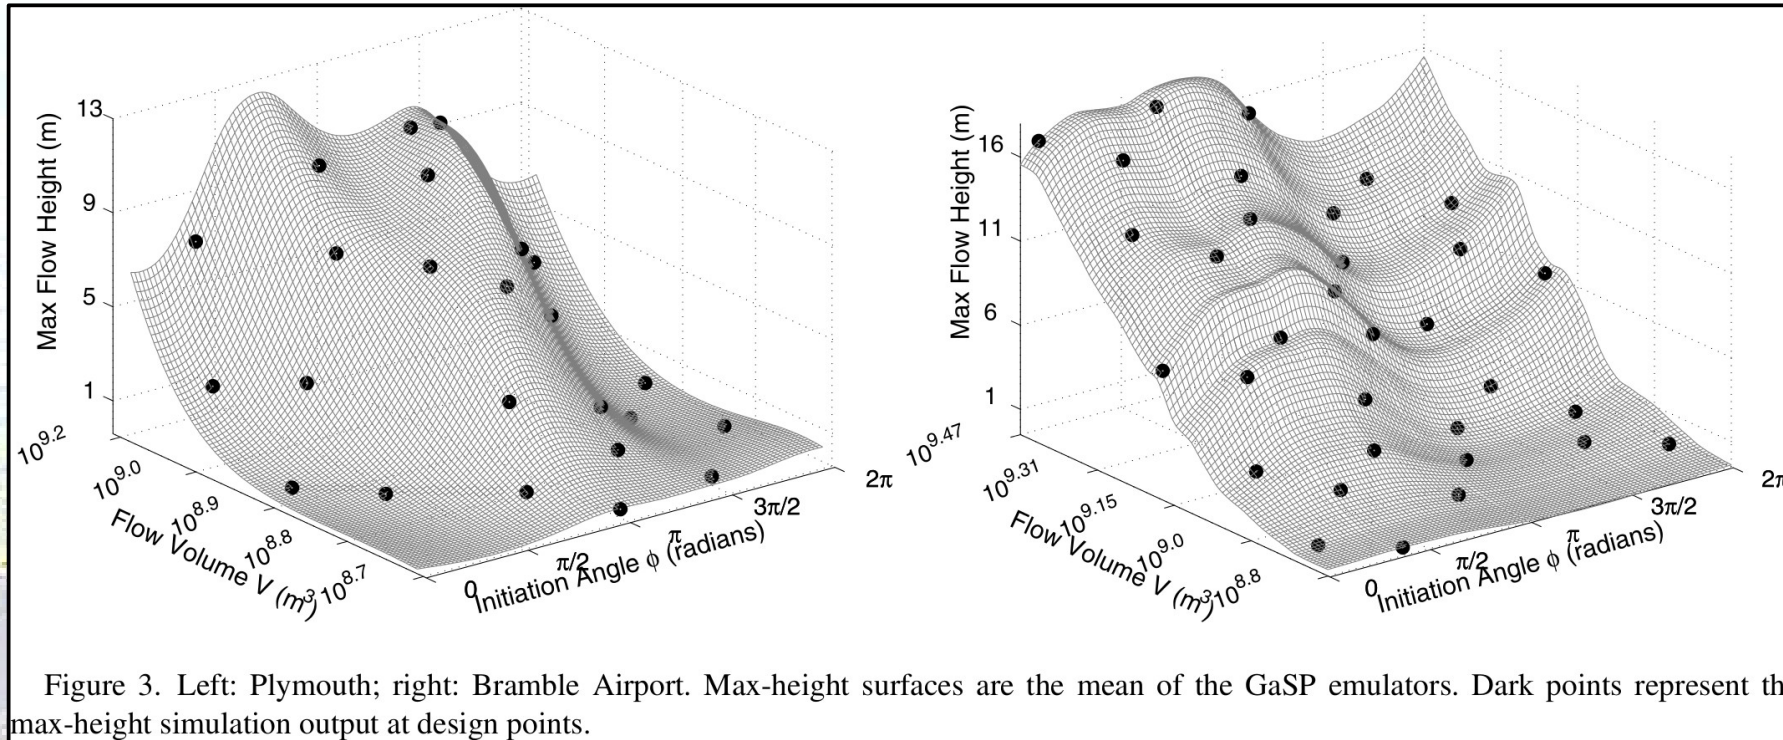 13
9
5
1
Max Flow Height (m)
10^9.2
10^9.0
10^8.9
10^8.8
10^8.7
Flow Volume V (m^3)
0
π/2
π
3π/2
2π
Initiation Angle ϕ (radians)
16
11
6
1
Max Flow Height (m)
10^9.47
10^9.31
10^9.15
10^9.0
10^8.8
Flow Volume V (m^3)
0
π/2
π
3π/2
2π
Initiation Angle ϕ (radians)
Figure 3. Left: Plymouth; right: Bramble Airport. Max-height surfaces are the mean of the GaSP emulators. Dark points represent th
max-height simulation output at design points.